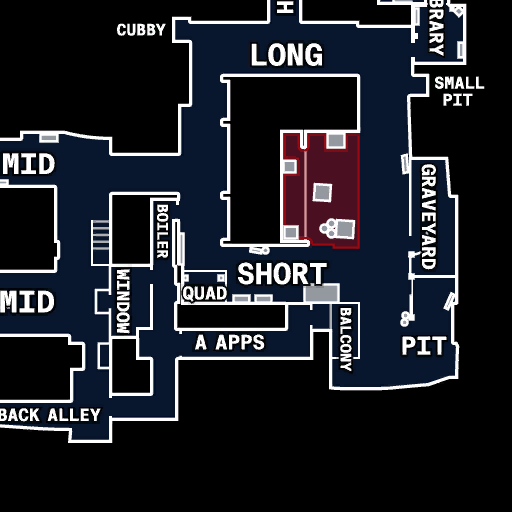 H
BRARY
CUBBY
LONG
SMALL
PIT
MID
GRAVEYARD
BOILER
SHORT
QUAD
WINDOW
MID
BALCONY
A APPS
PIT
BACK ALLEY